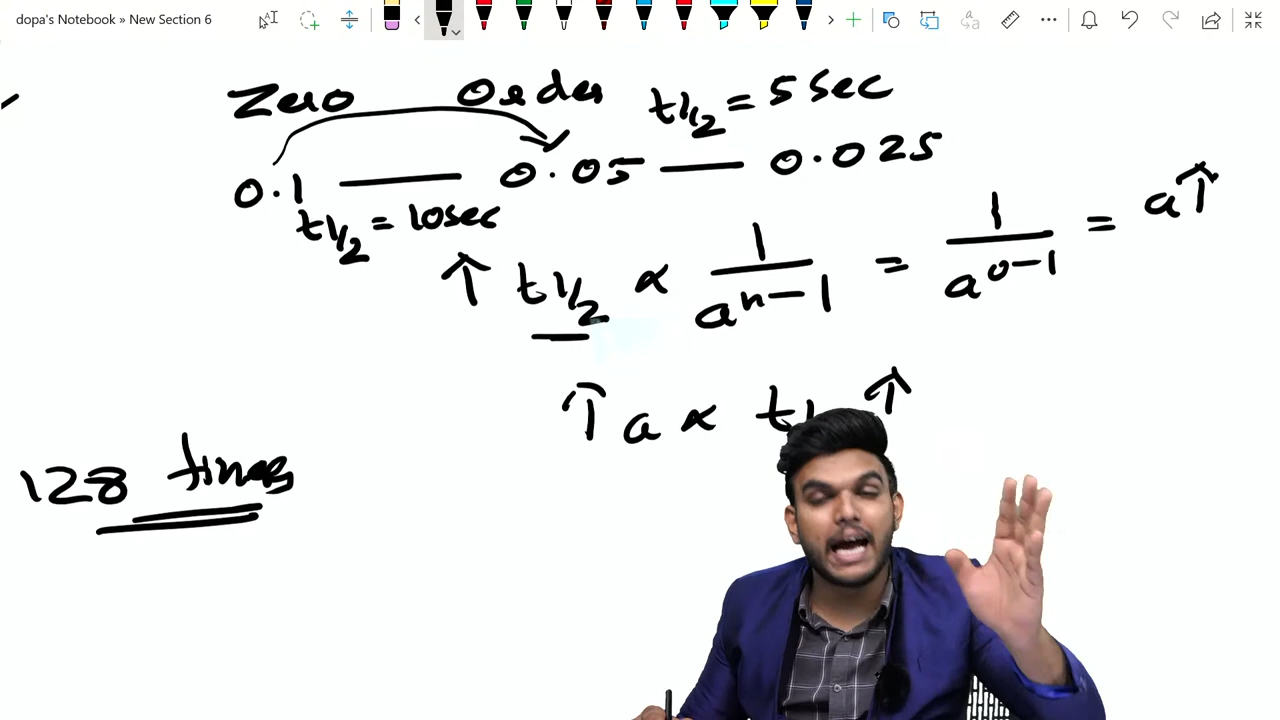 dopa's Notebook » New Section 6
Zero Order t1/2 = 5 sec
0.1 — 0.05 — 0.025
t1/2 = 10sec
↑ t1/2 ∝ 1/a^n-1 = 1/a^0-1 = a↑
↑ a ∝ t1 ↑
128 times